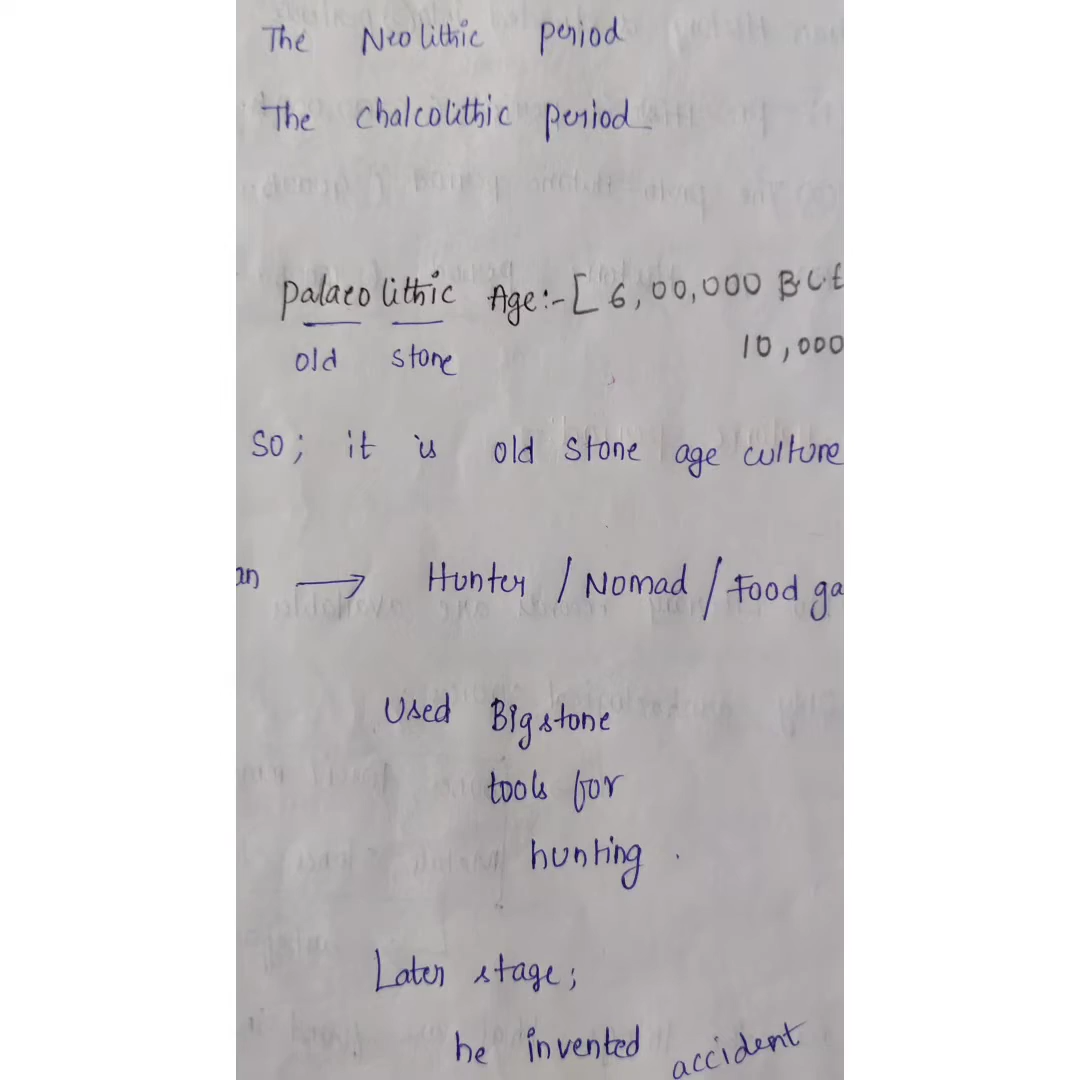 The Neolithic period
The chalcolithic period
palaeolithic Age:- [ 6,00,000 B.C.E
10,000
old stone
So; it is old stone age culture
an → Hunter / Nomad / Food ga
Used Big stone
tools for
hunting.
Later stage;
he invented accident